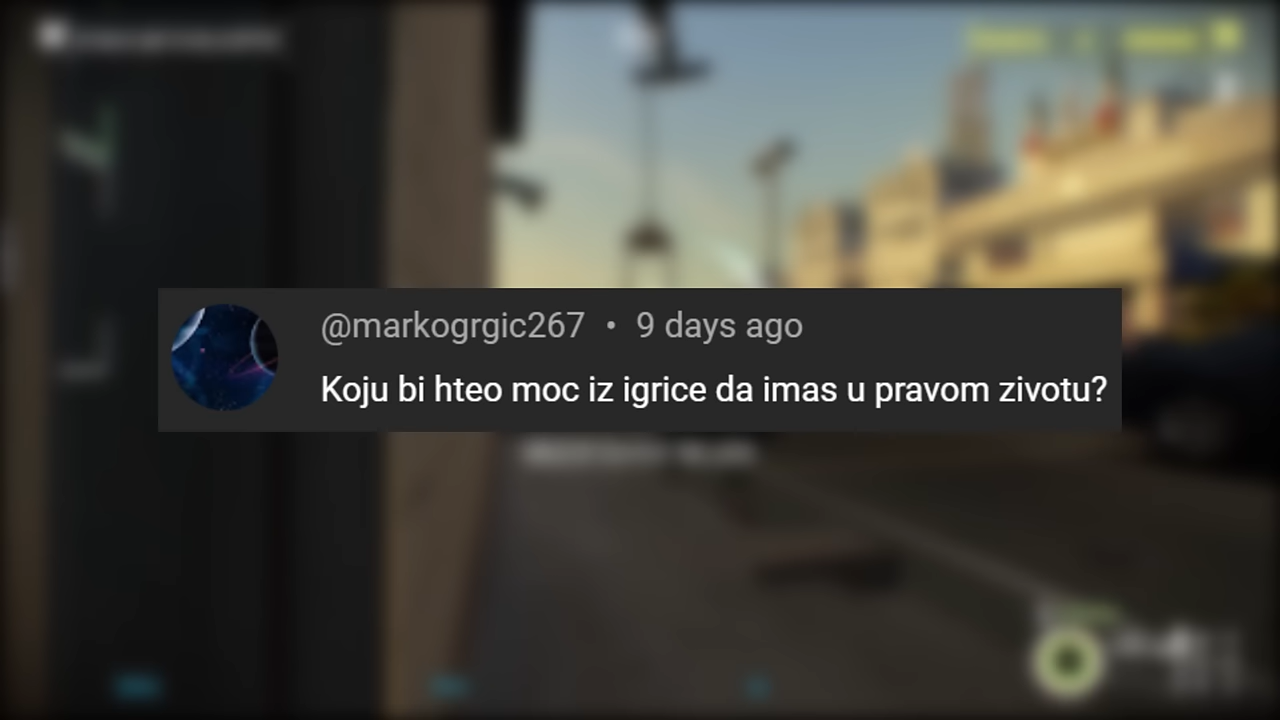 @markogrgic267 • 9 days ago
Koju bi hteo moc iz igrice da imas u pravom zivotu?